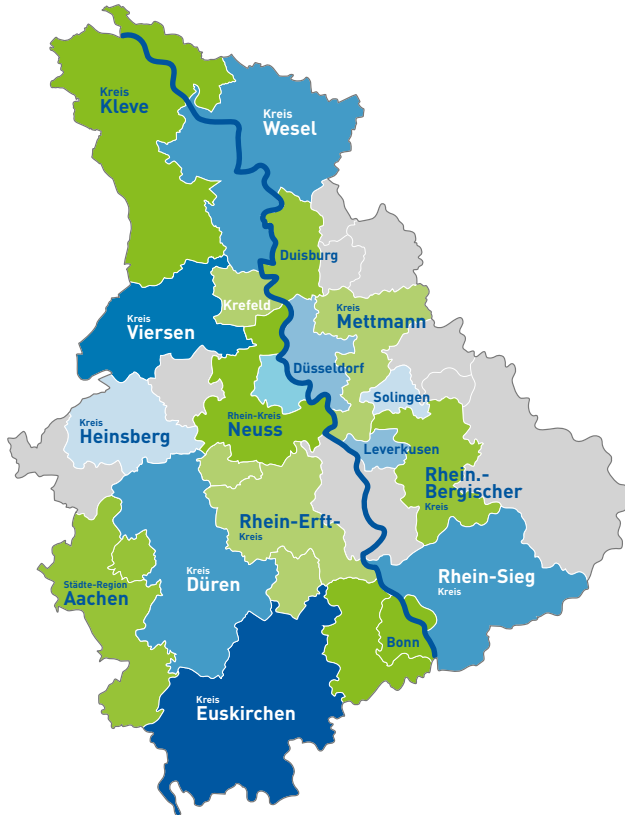 Kreis
Kleve
Kreis
Wesel
Duisburg
Krefeld
Kreis
Mettmann
Kreis
Viersen
Düsseldorf
Solingen
Rhein-Kreis
Neuss
Kreis
Heinsberg
Leverkusen
Rhein.-
Bergischer
Kreis
Rhein-Erft-
Kreis
Kreis
Düren
Rhein-Sieg
Kreis
Städte-Region
Aachen
Bonn
Kreis
Euskirchen